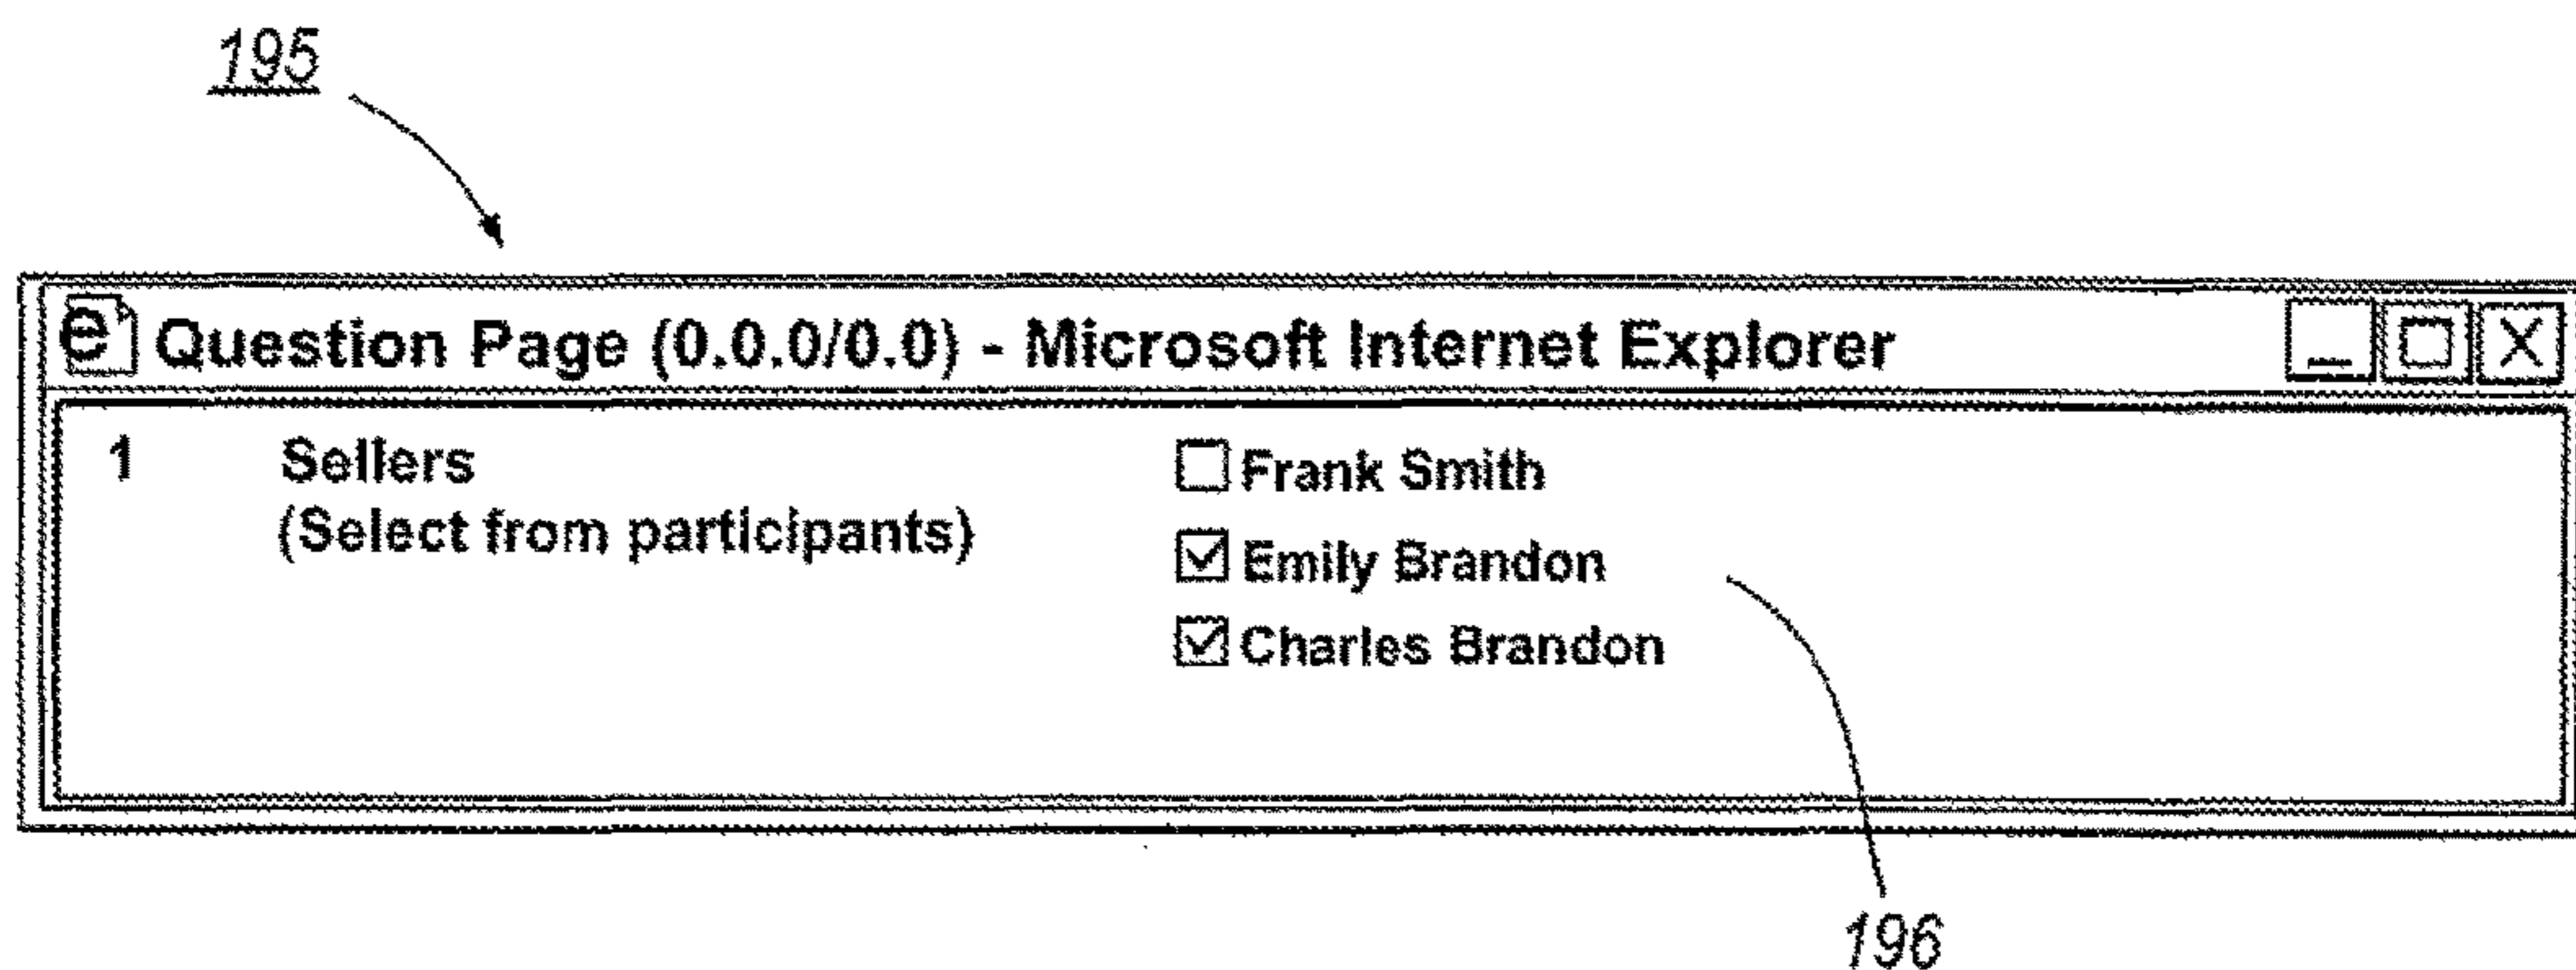 195
Question Page (0.0.0/0.0) - Microsoft Internet Explorer
1 Sellers
(Select from participants)
Frank Smith
Emily Brandon
Charles Brandon
196